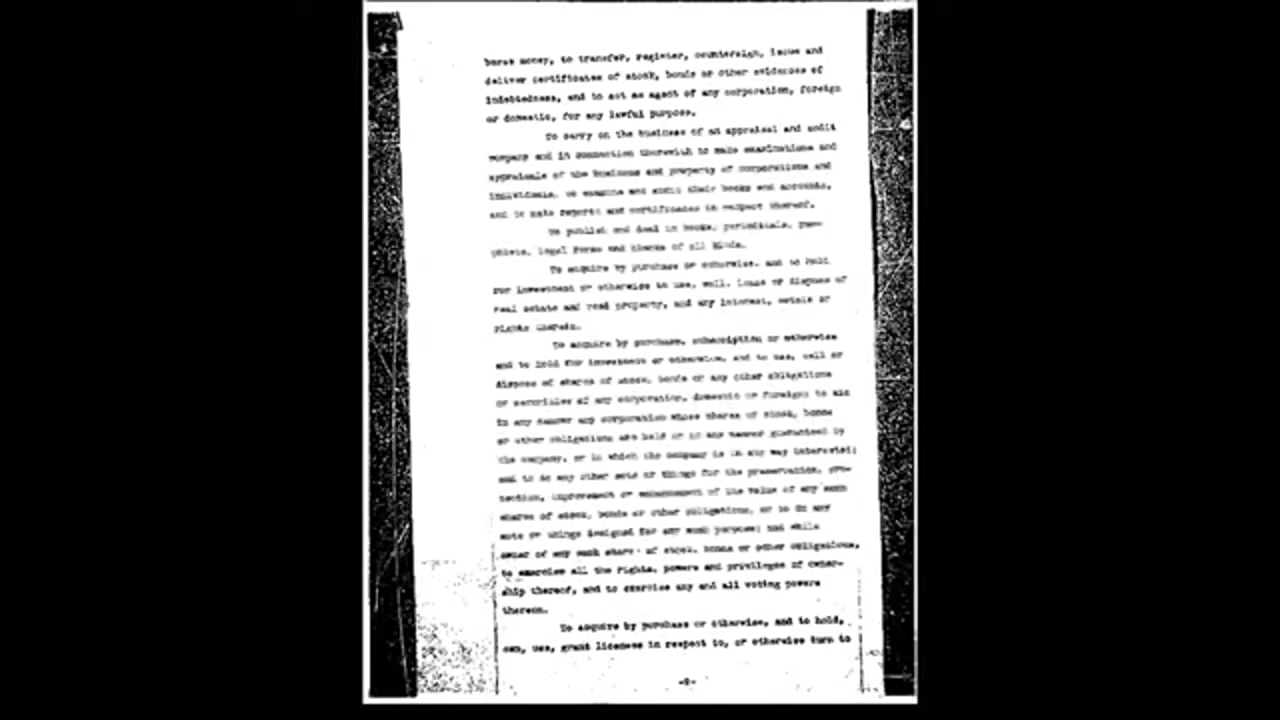 burse money, to transfer, register, countersign, issue and
deliver certificates of stock, bonds or other evidences of
indebtedness, and to act as agent of any corporation, foreign
or domestic, for any lawful purpose.
To carry on the business of an appraisal and audit
company and in connection therewith to make examinations and
appraisals of the business and property of corporations and
individuals, to examine and audit their books and accounts,
and to make reports and certificates in respect thereof.
To publish and deal in books, periodicals, pam-
phlets, legal forms and blanks of all kinds.
To acquire by purchase or otherwise, and to hold
for investment or otherwise to use, sell, lease or dispose of
real estate and real property, and any interest, estate or
rights therein.
To acquire by purchase, subscription or otherwise
and to hold for investment or otherwise, and to use, sell or
dispose of shares of stock, bonds or any other obligations
or securities of any corporation, domestic or foreign; to aid
in any manner any corporation whose shares of stock, bonds
or other obligations are held or in any manner guaranteed by
the company, or in which the company is in any way interested;
and to do any other acts or things for the preservation, pro-
tection, improvement or enhancement of the value of any such
shares of stock, bonds or other obligations, or to do any
acts or things designed for any such purpose; and while
owner of any such share of stock, bonds or other obligations,
to exercise all the rights, powers and privileges of owner-
ship thereof, and to exercise any and all voting powers
thereon.
To acquire by purchase or otherwise, and to hold,
own, use, grant licenses in respect to, or otherwise turn to
-2-